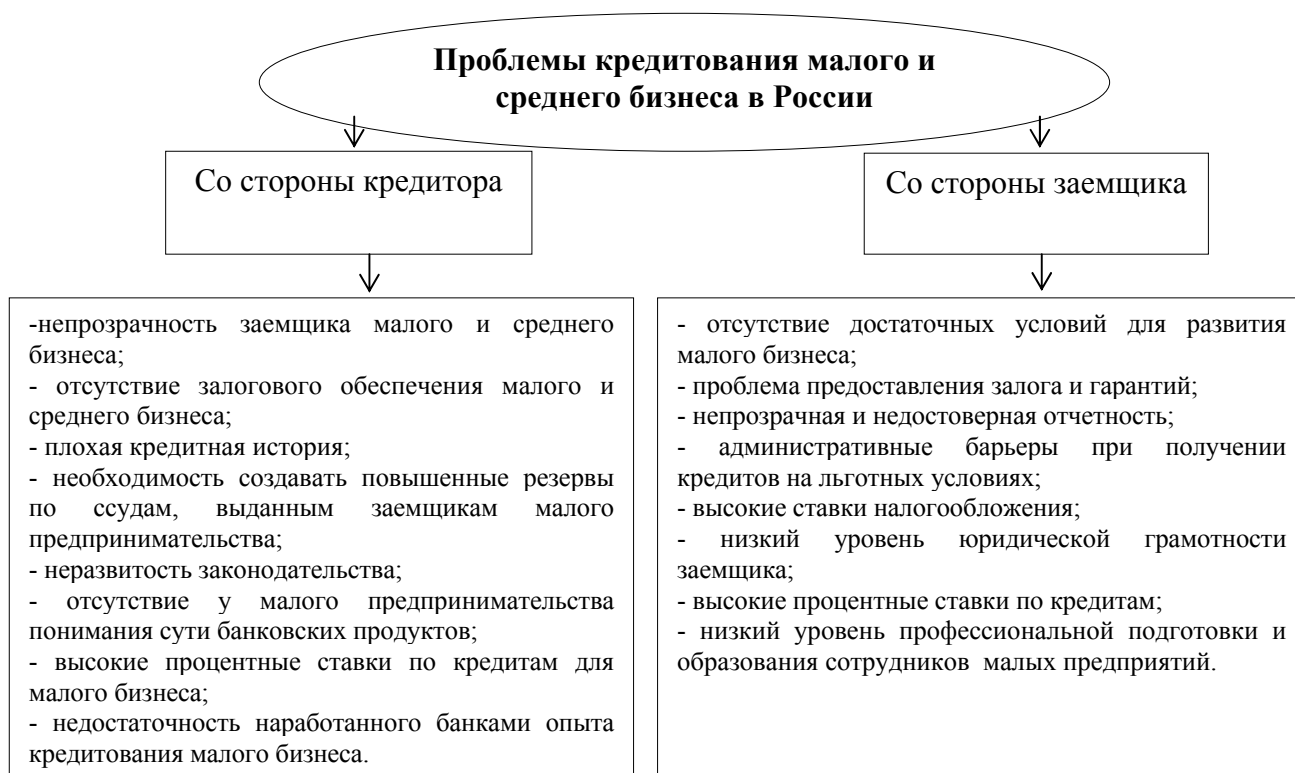 Проблемы кредитования малого и
среднего бизнеса в России
Со стороны кредитора
Со стороны заемщика
-непрозрачность заемщика малого и среднего
бизнеса;
- отсутствие залогового обеспечения малого и
среднего бизнеса;
- плохая кредитная история;
- необходимость создавать повышенные резервы
по ссудам, выданным заемщикам малого
предпринимательства;
- неразвитость законодательства;
- отсутствие у малого предпринимательства
понимания сути банковских продуктов;
- высокие процентные ставки по кредитам для
малого бизнеса;
- недостаточность наработанного банками опыта
кредитования малого бизнеса.
- отсутствие достаточных условий для развития
малого бизнеса;
- проблема предоставления залога и гарантий;
- непрозрачная и недостоверная отчетность;
- административные барьеры при получении
кредитов на льготных условиях;
- высокие ставки налогообложения;
- низкий уровень юридической грамотности
заемщика;
- высокие процентные ставки по кредитам;
- низкий уровень профессиональной подготовки и
образования сотрудников малых предприятий.